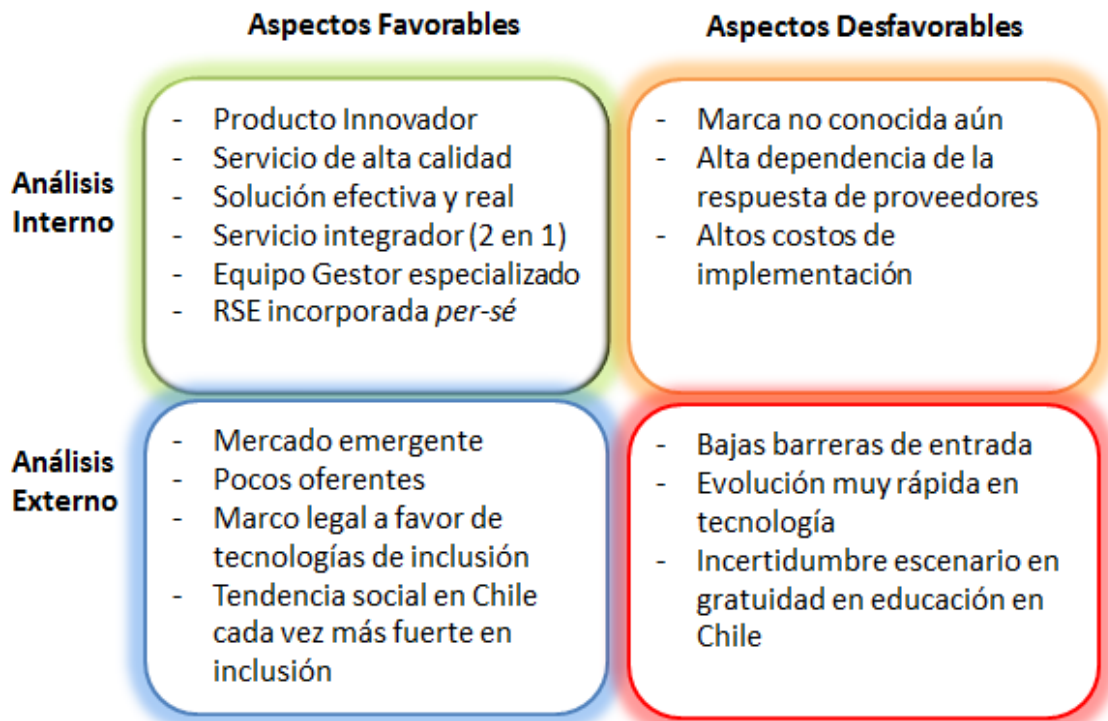 Aspectos Favorables
Aspectos Desfavorables
Análisis
Interno
- Producto Innovador
- Servicio de alta calidad
- Solución efectiva y real
- Servicio integrador (2 en 1)
- Equipo Gestor especializado
- RSE incorporada per-sé
- Marca no conocida aún
- Alta dependencia de la
respuesta de proveedores
- Altos costos de
implementación
Análisis
Externo
- Mercado emergente
- Pocos oferentes
- Marco legal a favor de
tecnologías de inclusión
- Tendencia social en Chile
cada vez más fuerte en
inclusión
- Bajas barreras de entrada
- Evolución muy rápida en
tecnología
- Incertidumbre escenario en
gratuidad en educación en
Chile